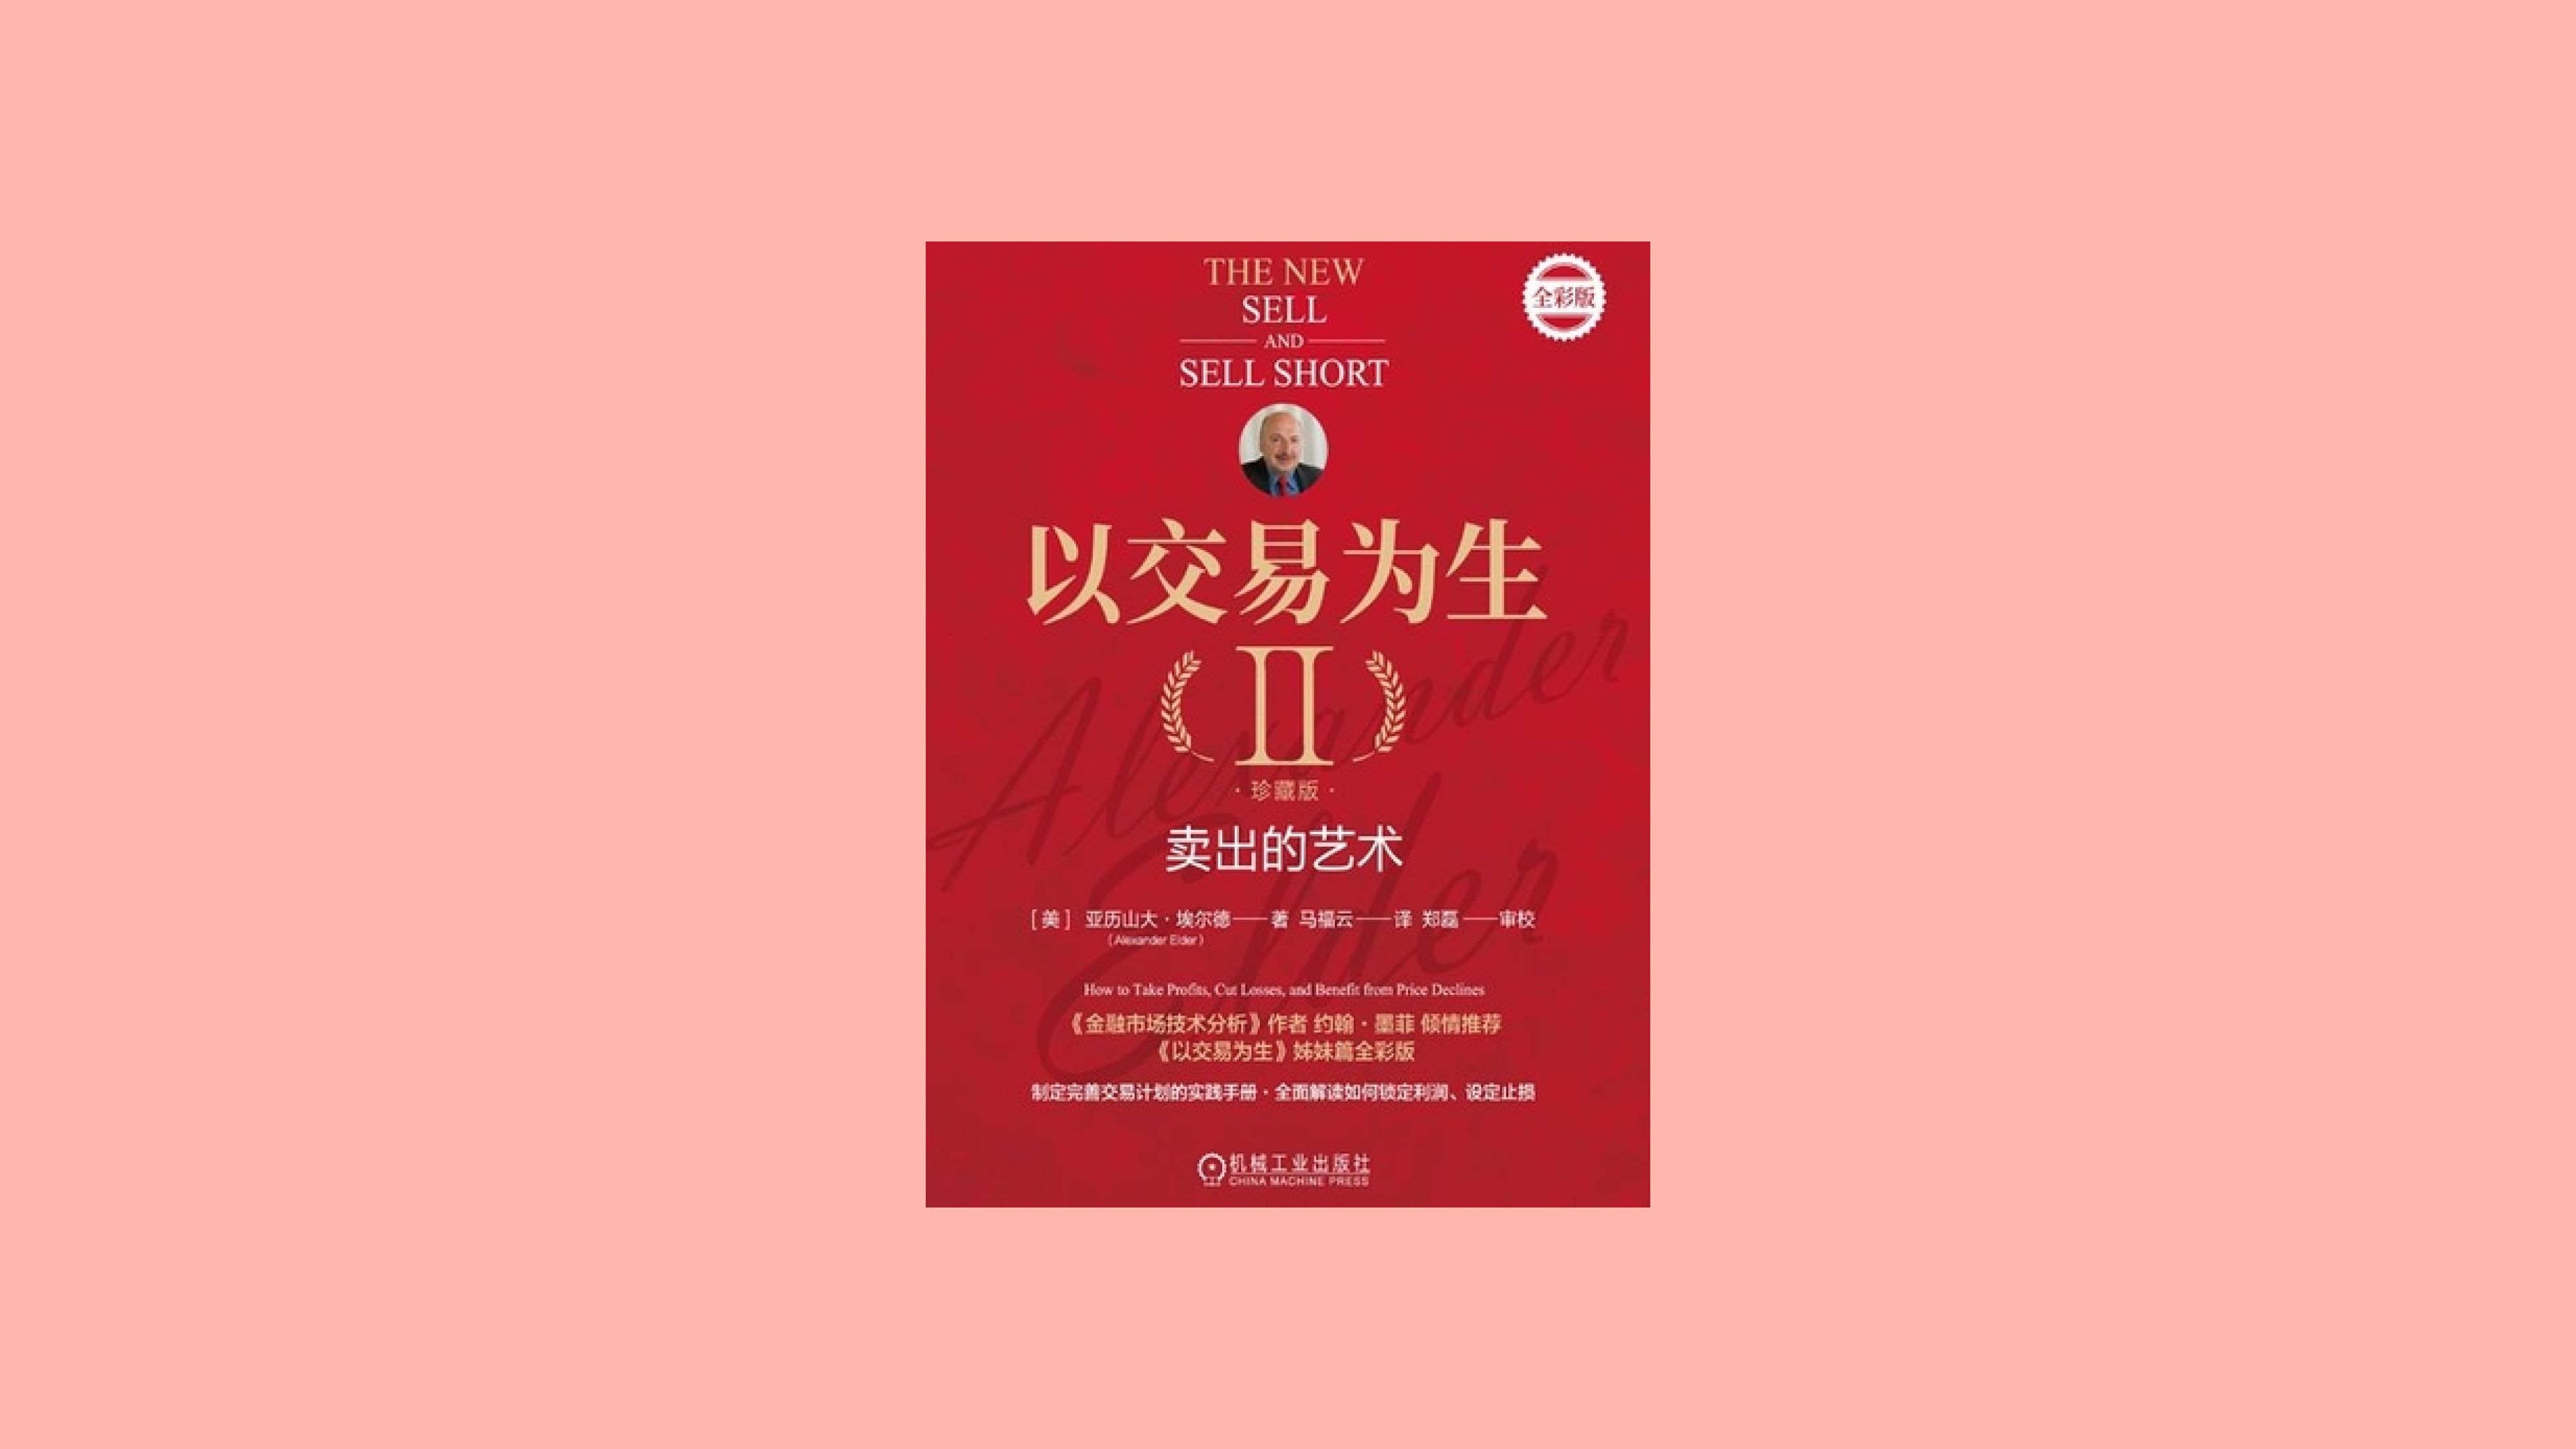 THE NEW
SELL
AND
SELL SHORT
全彩版
以交易为生
II
·珍藏版·
卖出的艺术
[美] 亚历山大·埃尔德——著 马福云——译 郑磊——审校
(Alexander Elder)
Alexander
Elder
How to Take Profits, Cut Losses, and Benefit from Price Declines
《金融市场技术分析》作者 约翰·墨菲 倾情推荐
《以交易为生》姊妹篇全彩版
制定完善交易计划的实践手册·全面解读如何锁定利润、设定止损
机械工业出版社
CHINA MACHINE PRESS